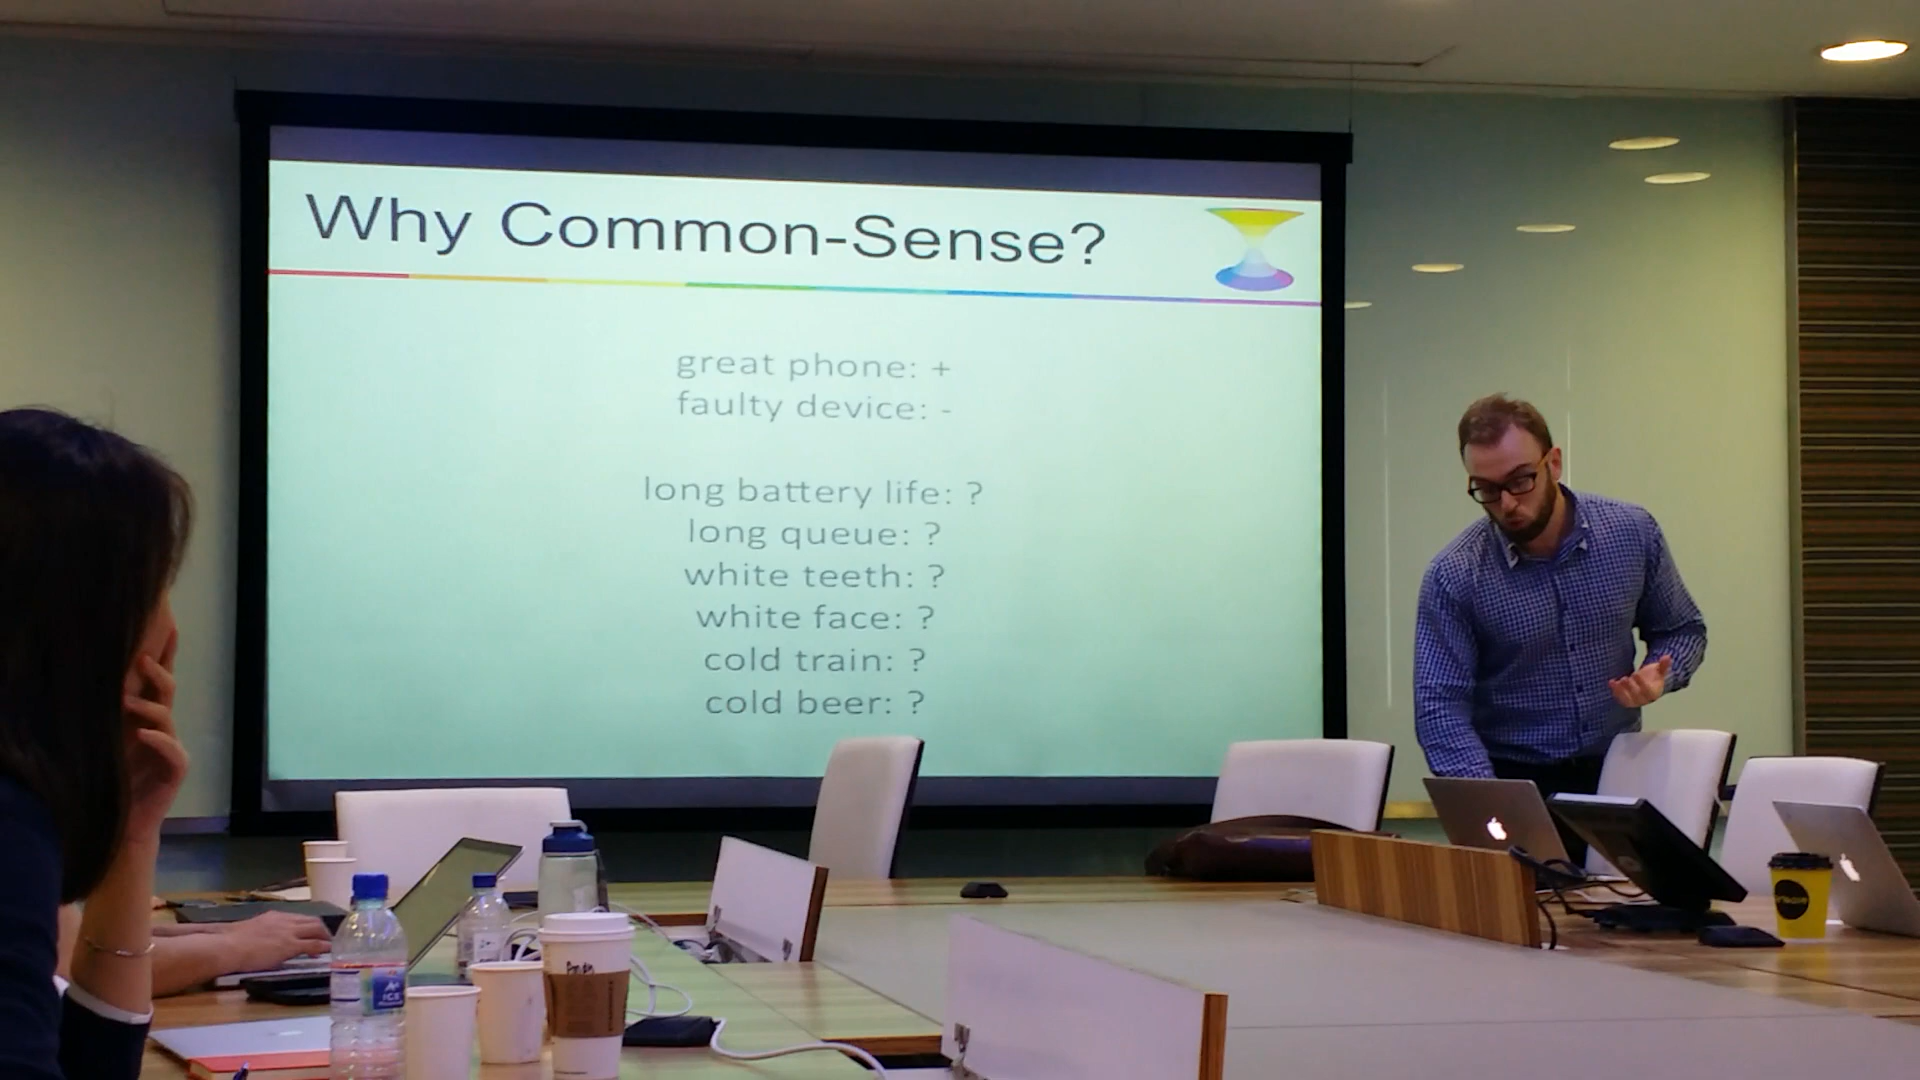 Why Common-Sense?
great phone: +
faulty device: -
long battery life: ?
long queue: ?
white teeth: ?
white face: ?
cold train: ?
cold beer: ?
ICE